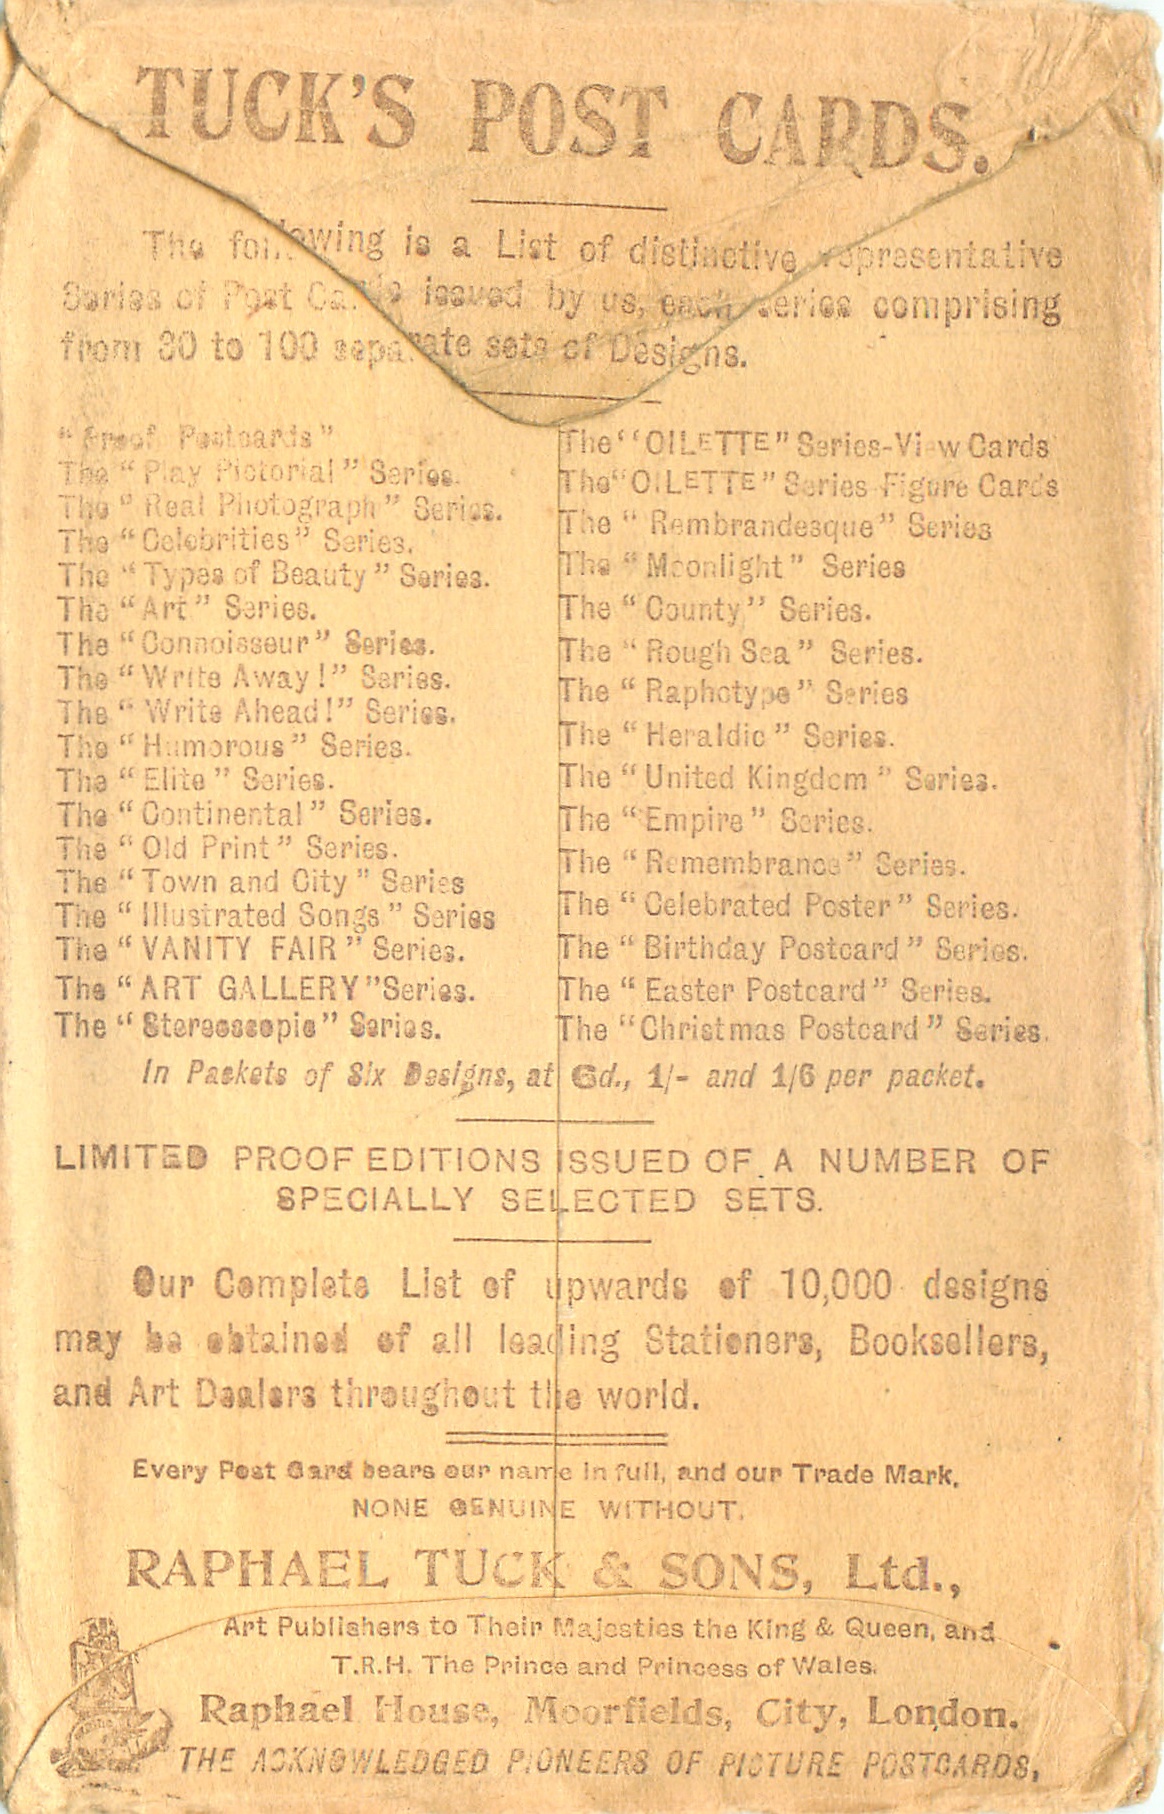 TUCK'S POST CARDS.
The following is a List of distinctive representative
Series of Post Cards issued by us, each series comprising
from 30 to 100 separate sets of Designs.
"Proof Postcards"
The "Play Pictorial" Series.
The "Real Photograph" Series.
The "Celebrities" Series.
The "Types of Beauty" Series.
The "Art" Series.
The "Connoisseur" Series.
The "Write Away!" Series.
The "Write Ahead!" Series.
The "Humorous" Series.
The "Elite" Series.
The "Continental" Series.
The "Old Print" Series.
The "Town and City" Series
The "Illustrated Songs" Series
The "VANITY FAIR" Series.
The "ART GALLERY" Series.
The "Stereoscopic" Series.
The "OILETTE" Series-View Cards
The "OILETTE" Series-Figure Cards
The "Rembrandesque" Series
The "Moonlight" Series
The "County" Series.
The "Rough Sea" Series.
The "Raphotype" Series
The "Heraldic" Series.
The "United Kingdom" Series.
The "Empire" Series.
The "Remembrance" Series.
The "Celebrated Poster" Series.
The "Birthday Postcard" Series.
The "Easter Postcard" Series.
The "Christmas Postcard" Series.
In Packets of Six Designs, at 6d., 1/- and 1/6 per packet.
LIMITED PROOF EDITIONS ISSUED OF A NUMBER OF
SPECIALLY SELECTED SETS.
Our Complete List of upwards of 10,000 designs
may be obtained of all leading Stationers, Booksellers,
and Art Dealers throughout the world.
Every Post Card bears our name in full, and our Trade Mark.
NONE GENUINE WITHOUT.
RAPHAEL TUCK & SONS, Ltd.,
Art Publishers to Their Majesties the King & Queen, and
T.R.H. The Prince and Princess of Wales.
Raphael House, Moorfields, City, London.
THE ACKNOWLEDGED PIONEERS OF PICTURE POSTCARDS,